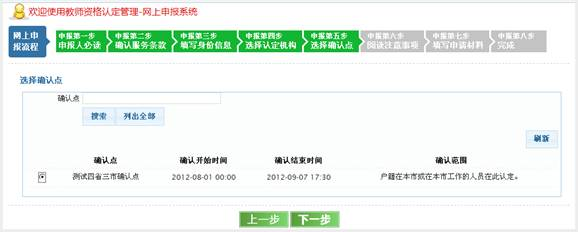 欢迎使用教师资格认定管理-网上申报系统
网上申
报流程
申报第一步
申报人必读
申报第二步
确认服务条款
申报第三步
填写身份信息
申报第四步
选择认定机构
申报第五步
选择确认点
申报第六步
阅读注意事项
申报第七步
填写申请材料
申报第八步
完成
选择确认点
确认点
搜索 列出全部
刷新
确认点 确认开始时间 确认结束时间 确认范围
测试四省三市确认点 2012-08-01 00:00 2012-09-07 17:30 户籍在本市或在本市工作的人员在此认定。
上一步 下一步